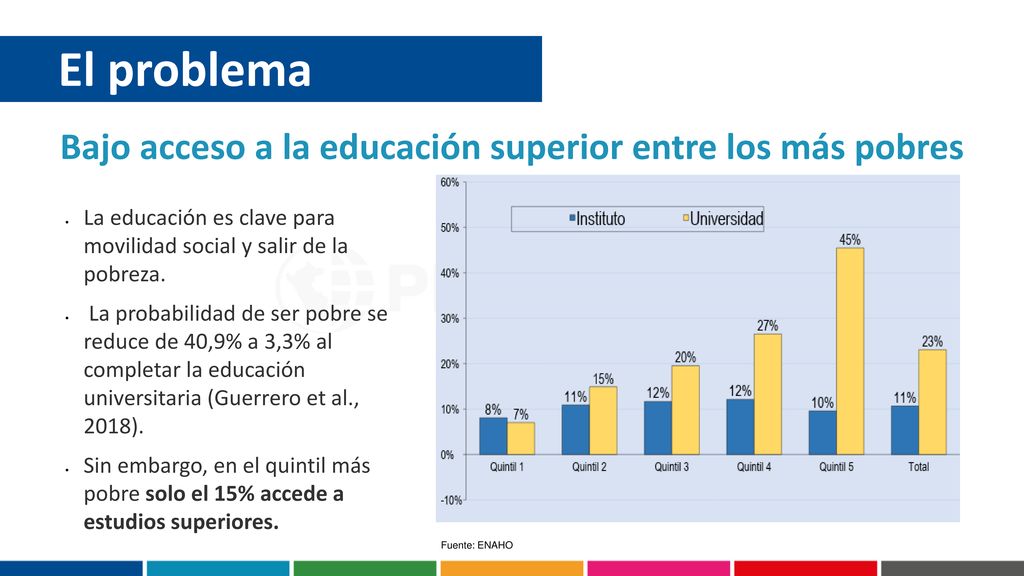 El problema
Bajo acceso a la educación superior entre los más pobres
• La educación es clave para
movilidad social y salir de la
pobreza.
• La probabilidad de ser pobre se
reduce de 40,9% a 3,3% al
completar la educación
universitaria (Guerrero et al.,
2018).
• Sin embargo, en el quintil más
pobre solo el 15% accede a
estudios superiores.
60%
50%
40%
30%
20%
10%
0%
-10%
Instituto Universidad
8% 7%
11% 15%
12% 20%
12% 27%
10% 45%
11% 23%
Quintil 1 Quintil 2 Quintil 3 Quintil 4 Quintil 5 Total
Fuente: ENAHO